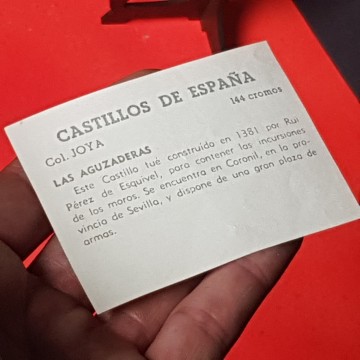 CASTILLOS DE ESPAÑA
Col. JOYA
144 cromos
LAS AGUZADERAS
Este Castillo fué construido en 1381 por Rui
Pérez de Esquivel, para contener las incursiones
de los moros. Se encuentra en Coronil, en la pro-
vincia de Sevilla, y dispone de una gran plaza de
armas.